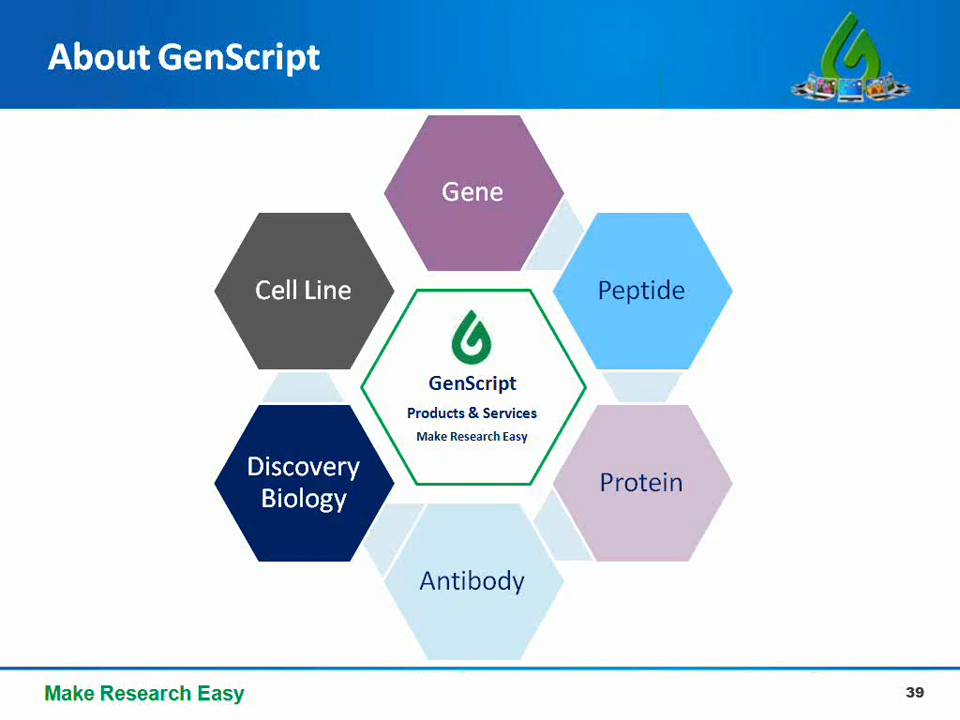 About GenScript
Gene
Cell Line
Peptide
GenScript
Products & Services
Make Research Easy
Discovery
Biology
Protein
Antibody
Make Research Easy
39